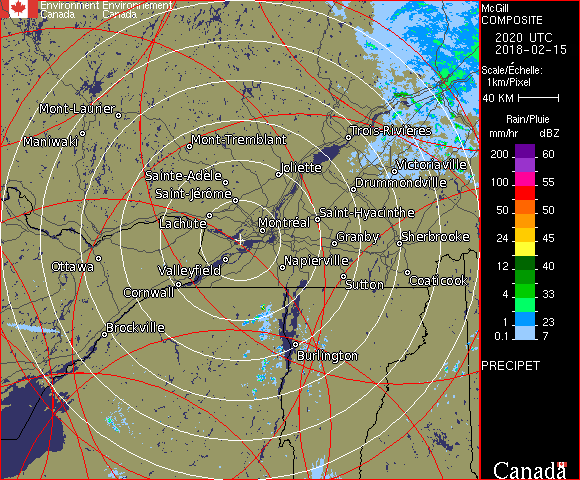 Environment Environnement
Canada Canada
McGill
COMPOSITE
2020 UTC
2018-02-15
Scale/Échelle:
1km/Pixel
40 KM
Rain/Pluie
mm/hr dBZ
200 60
150 57
100 55
50 50
24 45
12 40
4 33
1 23
0.1 7
PRECIPET
Canada
Mont-Laurier
Maniwaki
Mont-Tremblant
Trois-Rivières
Sainte-Adèle
Joliette
Victoriaville
Saint-Jérôme
Drummondville
Lachute
Montréal
Saint-Hyacinthe
Granby
Sherbrooke
Ottawa
Valleyfield
Napierville
Cornwall
Sutton
Coaticook
Brockville
Burlington